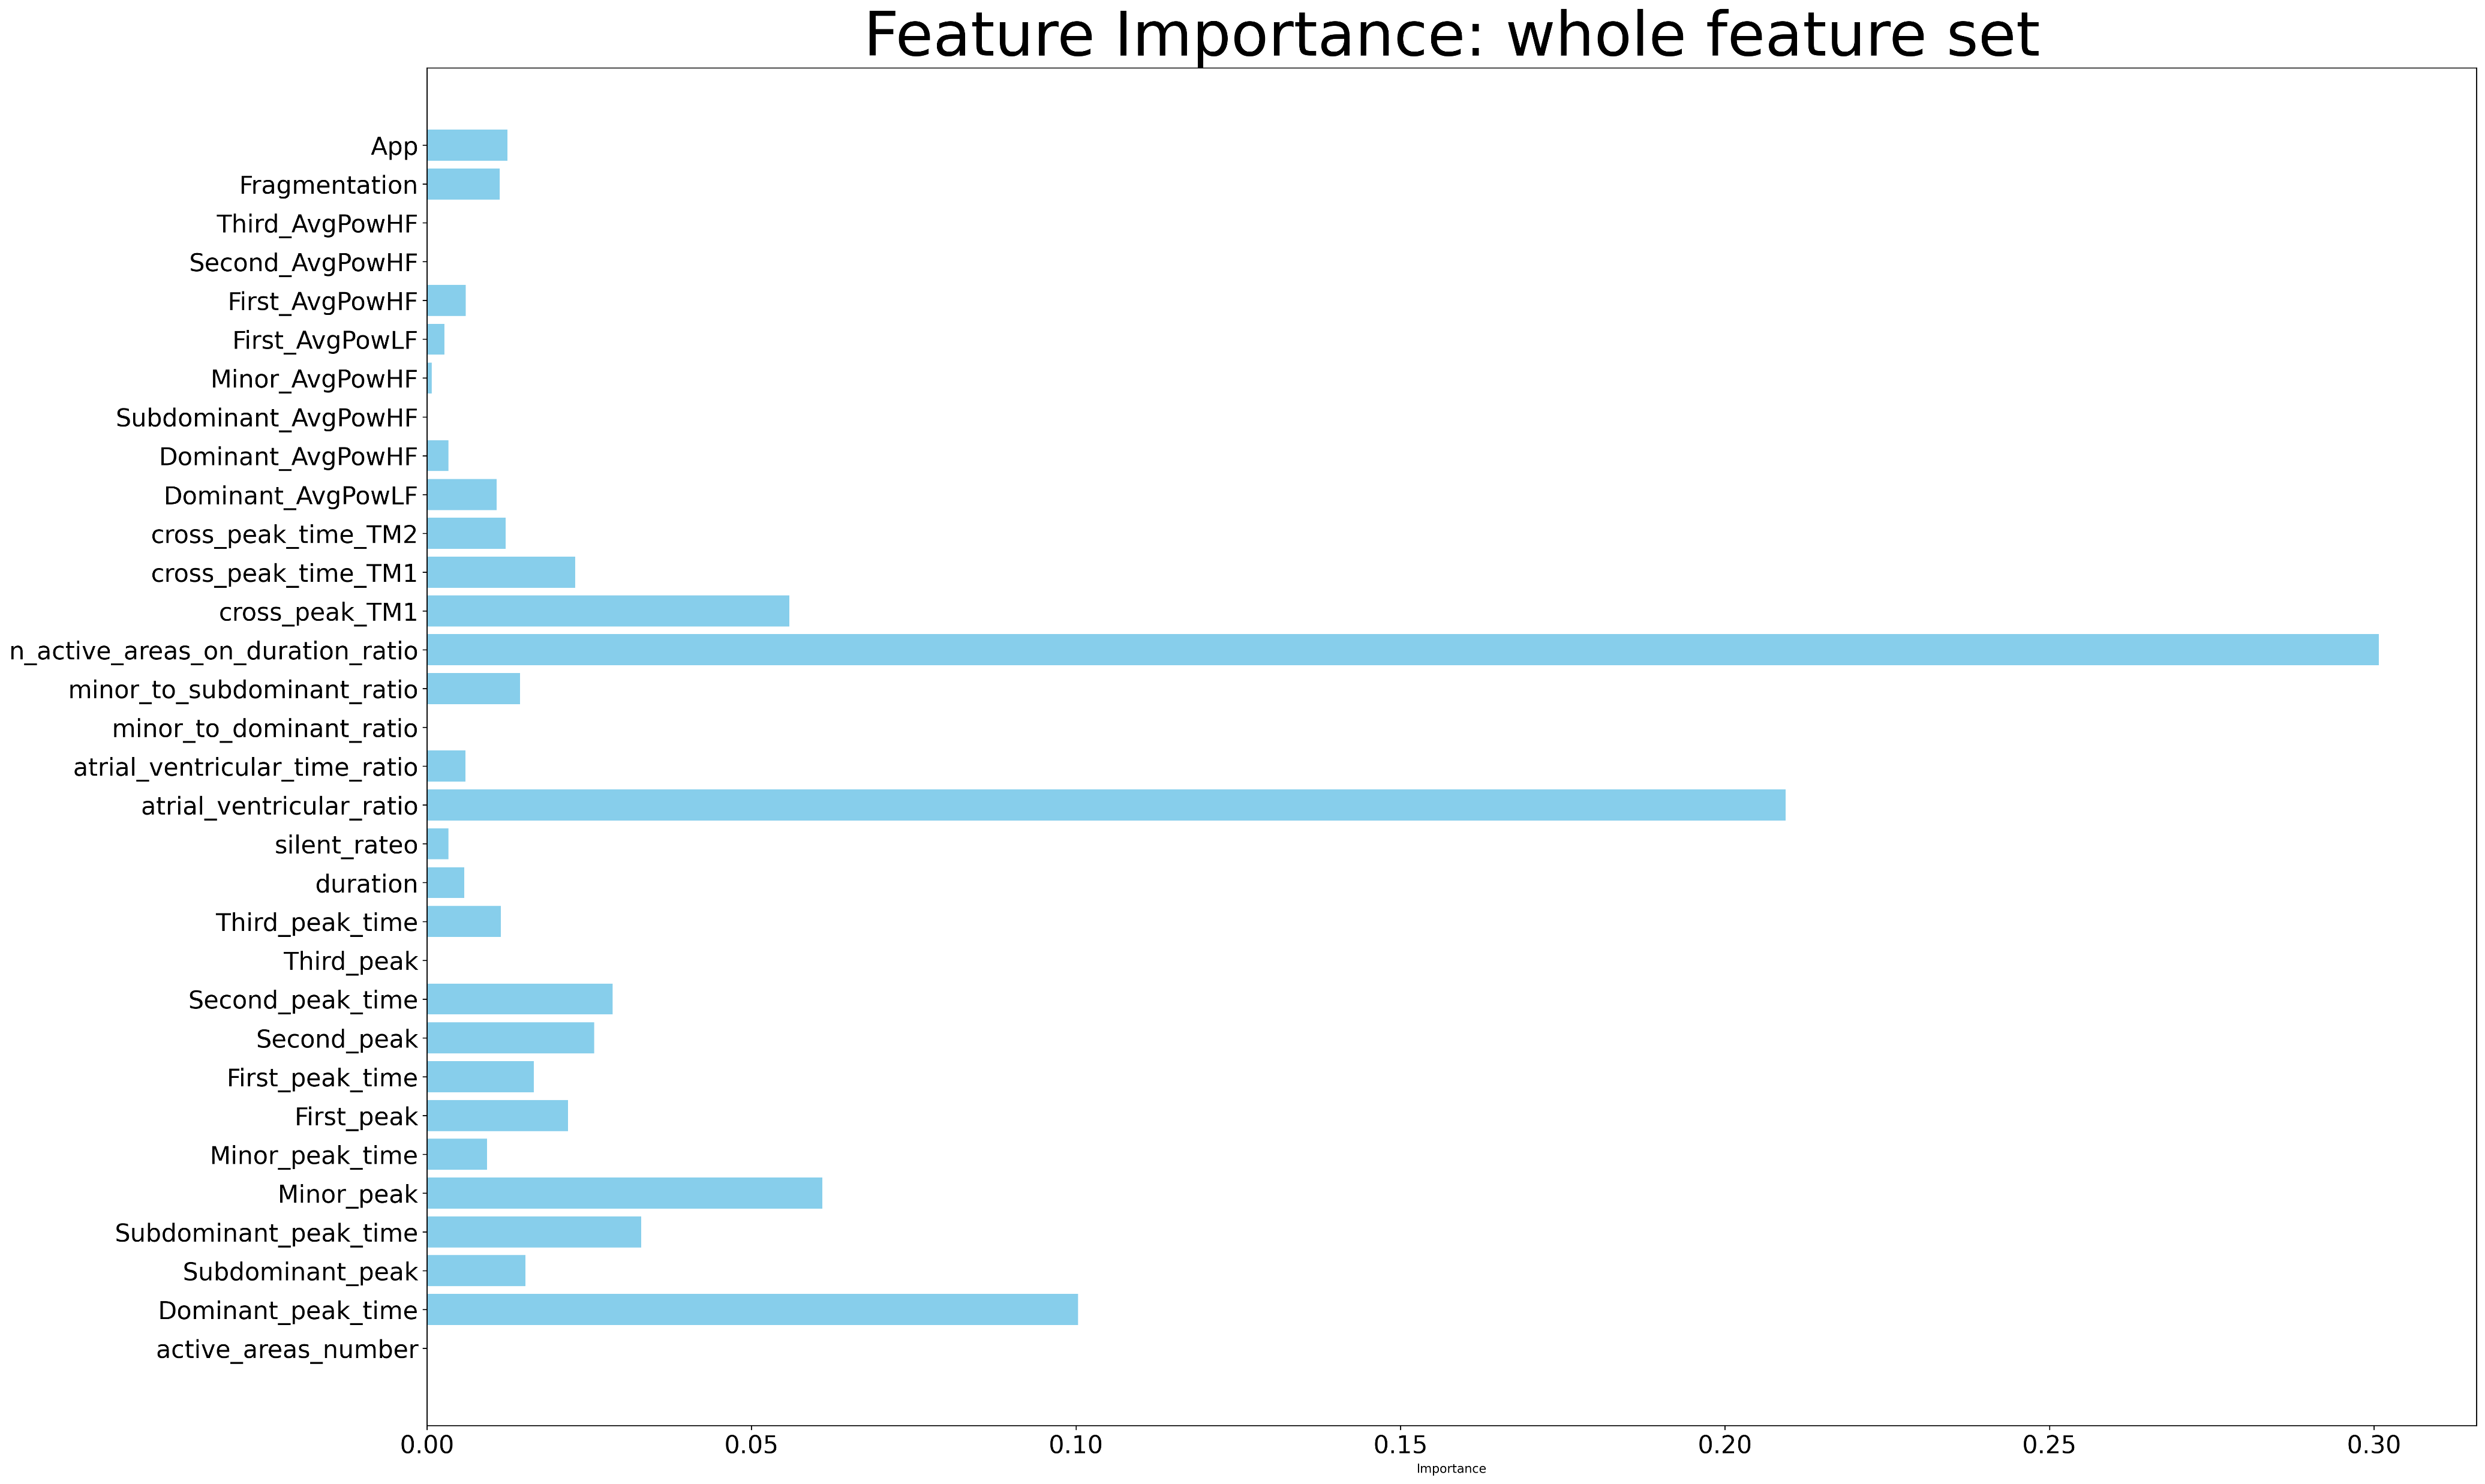 Feature Importance: whole feature set
App
Fragmentation
Third_AvgPowHF
Second_AvgPowHF
First_AvgPowHF
First_AvgPowLF
Minor_AvgPowHF
Subdominant_AvgPowHF
Dominant_AvgPowHF
Dominant_AvgPowLF
cross_peak_time_TM2
cross_peak_time_TM1
cross_peak_TM1
n_active_areas_on_duration_ratio
minor_to_subdominant_ratio
minor_to_dominant_ratio
atrial_ventricular_time_ratio
atrial_ventricular_ratio
silent_rateo
duration
Third_peak_time
Third_peak
Second_peak_time
Second_peak
First_peak_time
First_peak
Minor_peak_time
Minor_peak
Subdominant_peak_time
Subdominant_peak
Dominant_peak_time
active_areas_number
0.00 0.05 0.10 0.15 0.20 0.25 0.30
Importance